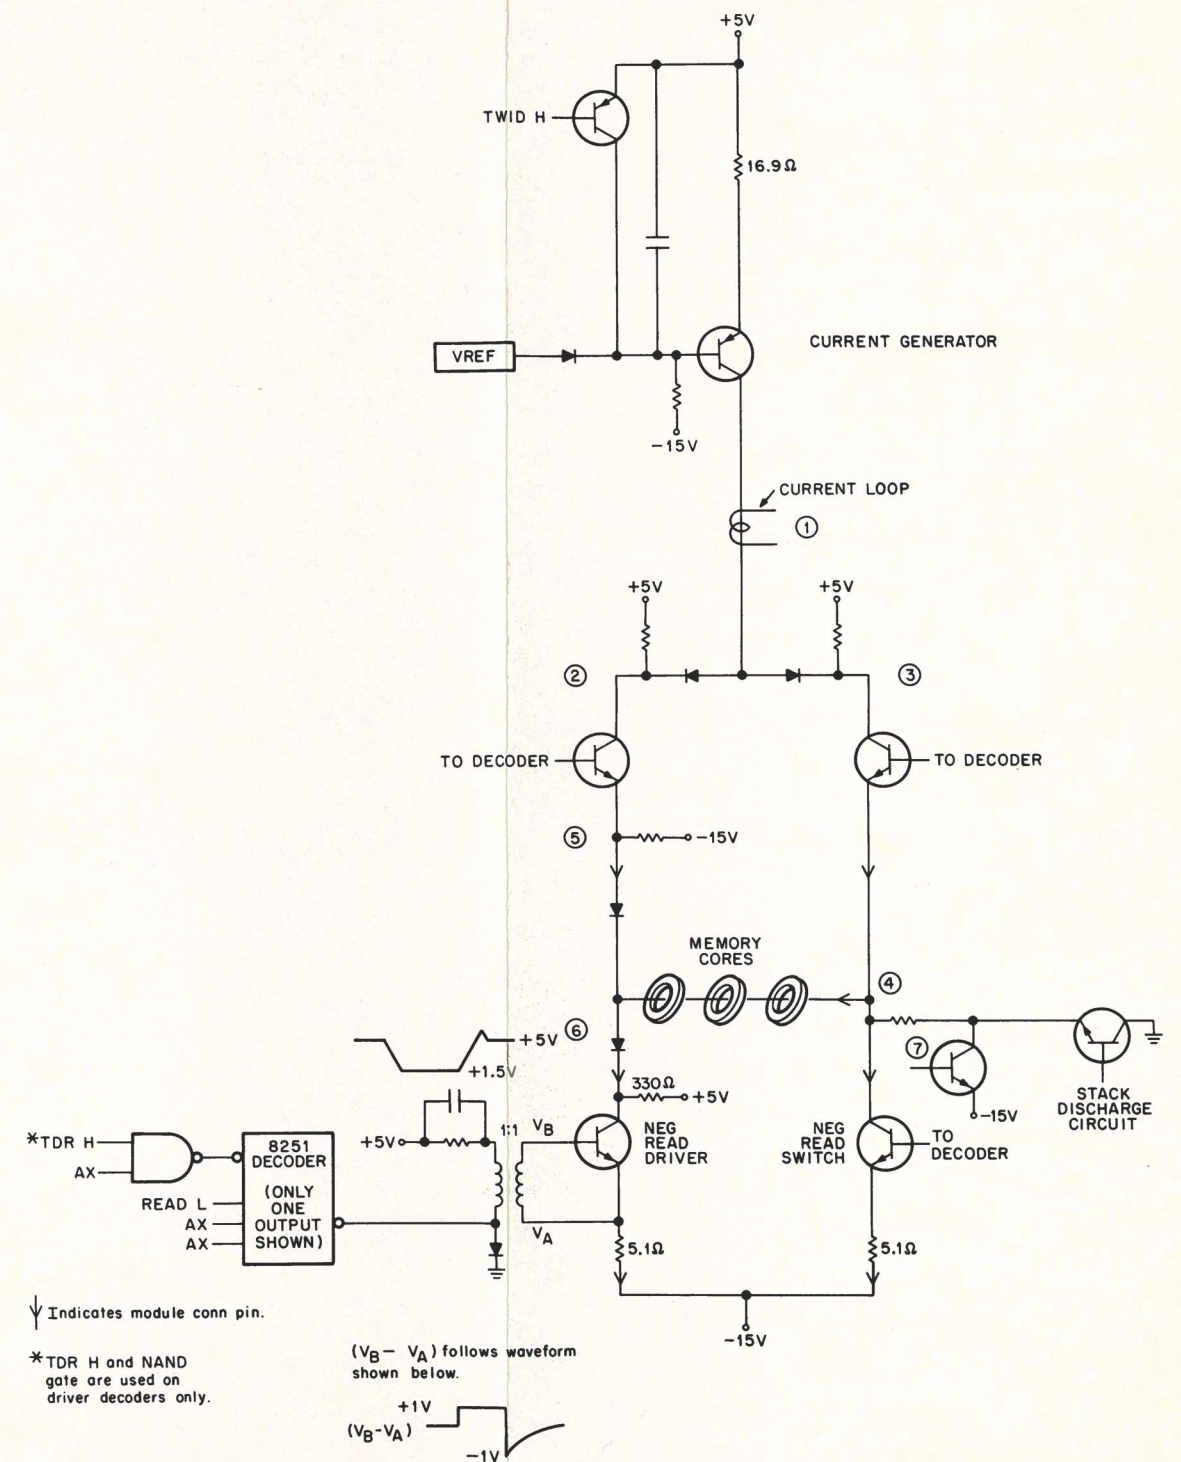 +5V
TWID H
16.9Ω
VREF
CURRENT GENERATOR
-15V
CURRENT LOOP
1
+5V
+5V
2
3
TO DECODER
TO DECODER
5
-15V
MEMORY
CORES
4
6
+5V
+1.5V
7
330Ω
+5V
-15V
STACK
DISCHARGE
CIRCUIT
*TDR H
AX
8251
DECODER
(ONLY
ONE
OUTPUT
SHOWN)
READ L
AX
AX
+5V
1:1
VB
VA
NEG
READ
DRIVER
NEG
READ
SWITCH
TO
DECODER
5.1Ω
5.1Ω
-15V
Indicates module conn pin.
*TDR H and NAND
gate are used on
driver decoders only.
(VB - VA) follows waveform
shown below.
+1V
(VB-VA)
-1V